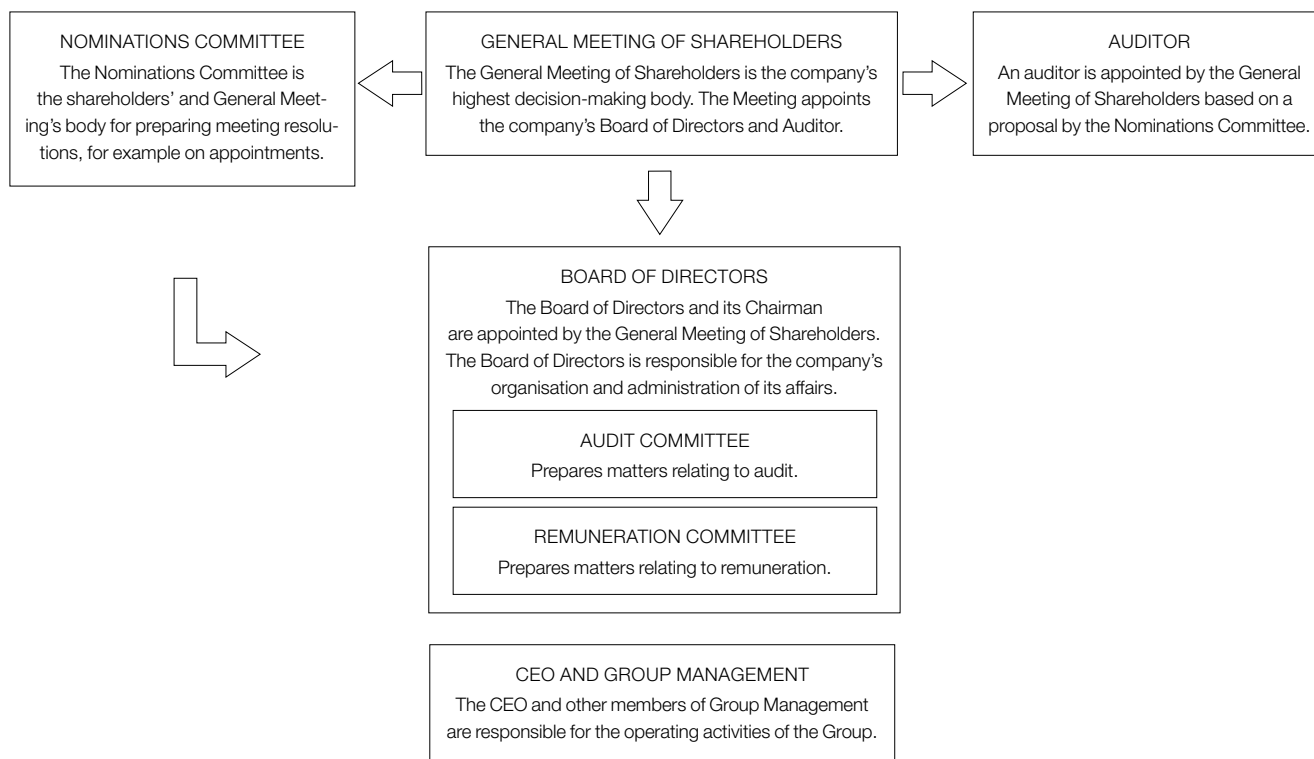 NOMINATIONS COMMITTEE
The Nominations Committee is
the shareholders’ and General Meet-
ing’s body for preparing meeting resolu-
tions, for example on appointments.
GENERAL MEETING OF SHAREHOLDERS
The General Meeting of Shareholders is the company’s
highest decision-making body. The Meeting appoints
the company’s Board of Directors and Auditor.
AUDITOR
An auditor is appointed by the General
Meeting of Shareholders based on a
proposal by the Nominations Committee.
BOARD OF DIRECTORS
The Board of Directors and its Chairman
are appointed by the General Meeting of Shareholders.
The Board of Directors is responsible for the company’s
organisation and administration of its affairs.
AUDIT COMMITTEE
Prepares matters relating to audit.
REMUNERATION COMMITTEE
Prepares matters relating to remuneration.
CEO AND GROUP MANAGEMENT
The CEO and other members of Group Management
are responsible for the operating activities of the Group.